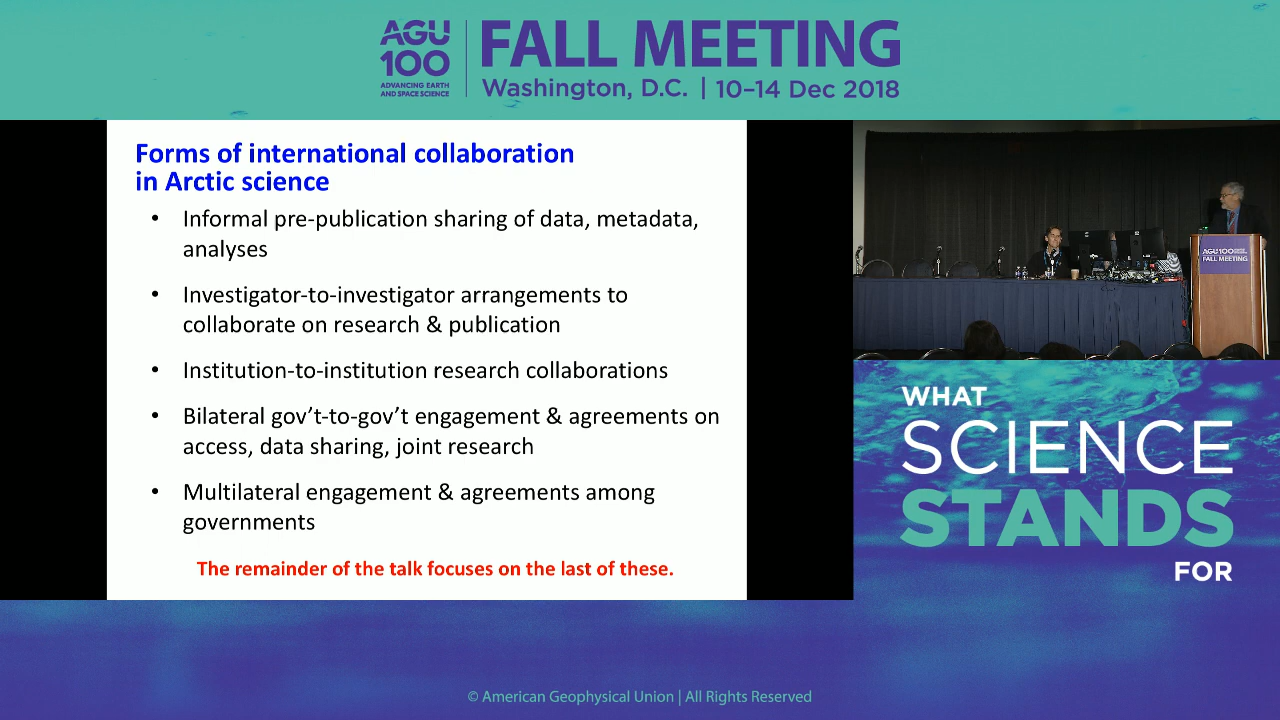 AGU
100
ADVANCING EARTH
AND SPACE SCIENCE
FALL MEETING
Washington, D.C. | 10–14 Dec 2018
Forms of international collaboration
in Arctic science
• Informal pre-publication sharing of data, metadata,
analyses
• Investigator-to-investigator arrangements to
collaborate on research & publication
• Institution-to-institution research collaborations
• Bilateral gov’t-to-gov’t engagement & agreements on
access, data sharing, joint research
• Multilateral engagement & agreements among
governments
The remainder of the talk focuses on the last of these.
AGU100
FALL MEETING
WHAT
SCIENCE
STANDS
FOR
© American Geophysical Union | All Rights Reserved